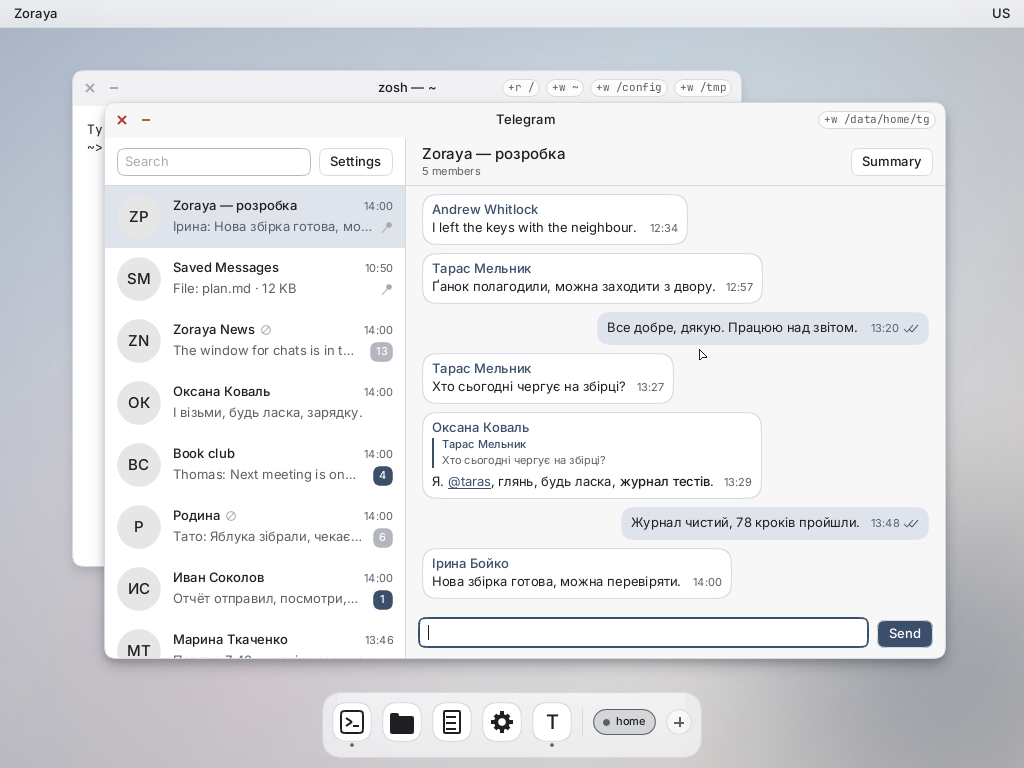 Zoraya
US
zosh — ~
+r /
+w ~
+w /config
+w /tmp
Ty
~>
Telegram
+w /data/home/tg
Search
Settings
Zoraya — розробка
14:00
Ірина: Нова збірка готова, мо...
Saved Messages
10:50
File: plan.md · 12 KB
Zoraya News
14:00
The window for chats is in t...
13
Оксана Коваль
14:00
І візьми, будь ласка, зарядку.
Book club
14:00
Thomas: Next meeting is on...
4
Родина
14:00
Тато: Яблука зібрали, чекає...
6
Иван Соколов
14:00
Отчёт отправил, посмотри,...
1
Марина Ткаченко
13:46
ZP
SM
ZN
ОК
BC
Р
ИС
МТ
Zoraya — розробка
5 members
Summary
Andrew Whitlock
I left the keys with the neighbour. 12:34
Тарас Мельник
Ґанок полагодили, можна заходити з двору. 12:57
Все добре, дякую. Працюю над звітом. 13:20
Тарас Мельник
Хто сьогодні чергує на збірці? 13:27
Оксана Коваль
Тарас Мельник
Хто сьогодні чергує на збірці?
Я. @taras, глянь, будь ласка, журнал тестів. 13:29
Журнал чистий, 78 кроків пройшли. 13:48
Ірина Бойко
Нова збірка готова, можна перевіряти. 14:00
Send
T
home